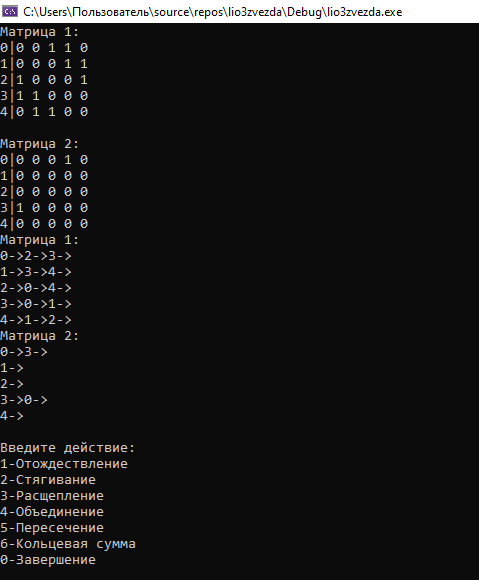 C:\Users\Пользователь\source\repos\lio3zvezda\Debug\lio3zvezda.exe
Матрица 1:
0|0 0 1 1 0
1|0 0 0 1 1
2|1 0 0 0 1
3|1 1 0 0 0
4|0 1 1 0 0
Матрица 2:
0|0 0 0 1 0
1|0 0 0 0 0
2|0 0 0 0 0
3|1 0 0 0 0
4|0 0 0 0 0
Матрица 1:
0->2->3->
1->3->4->
2->0->4->
3->0->1->
4->1->2->
Матрица 2:
0->3->
1->
2->
3->0->
4->
Введите действие:
1-Отождествление
2-Стягивание
3-Расщепление
4-Объединение
5-Пересечение
6-Кольцевая сумма
0-Завершение